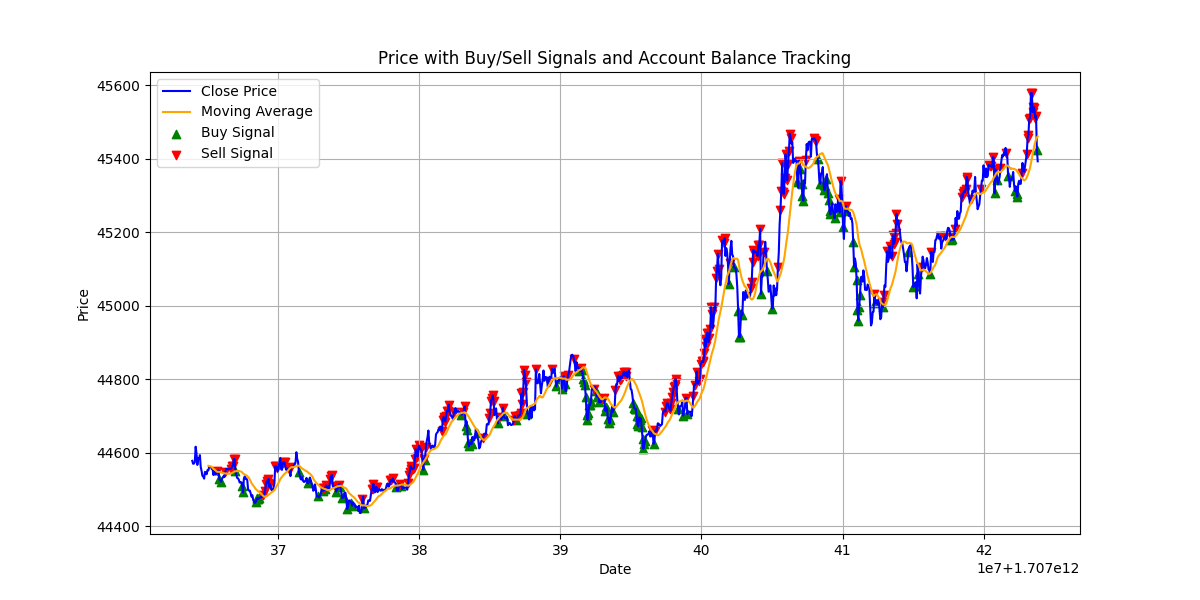 Price with Buy/Sell Signals and Account Balance Tracking
45600
45400
45200
45000
44800
44600
44400
Price
Close Price
Moving Average
Buy Signal
Sell Signal
37 38 39 40 41 42
Date
1e7+1.707e12